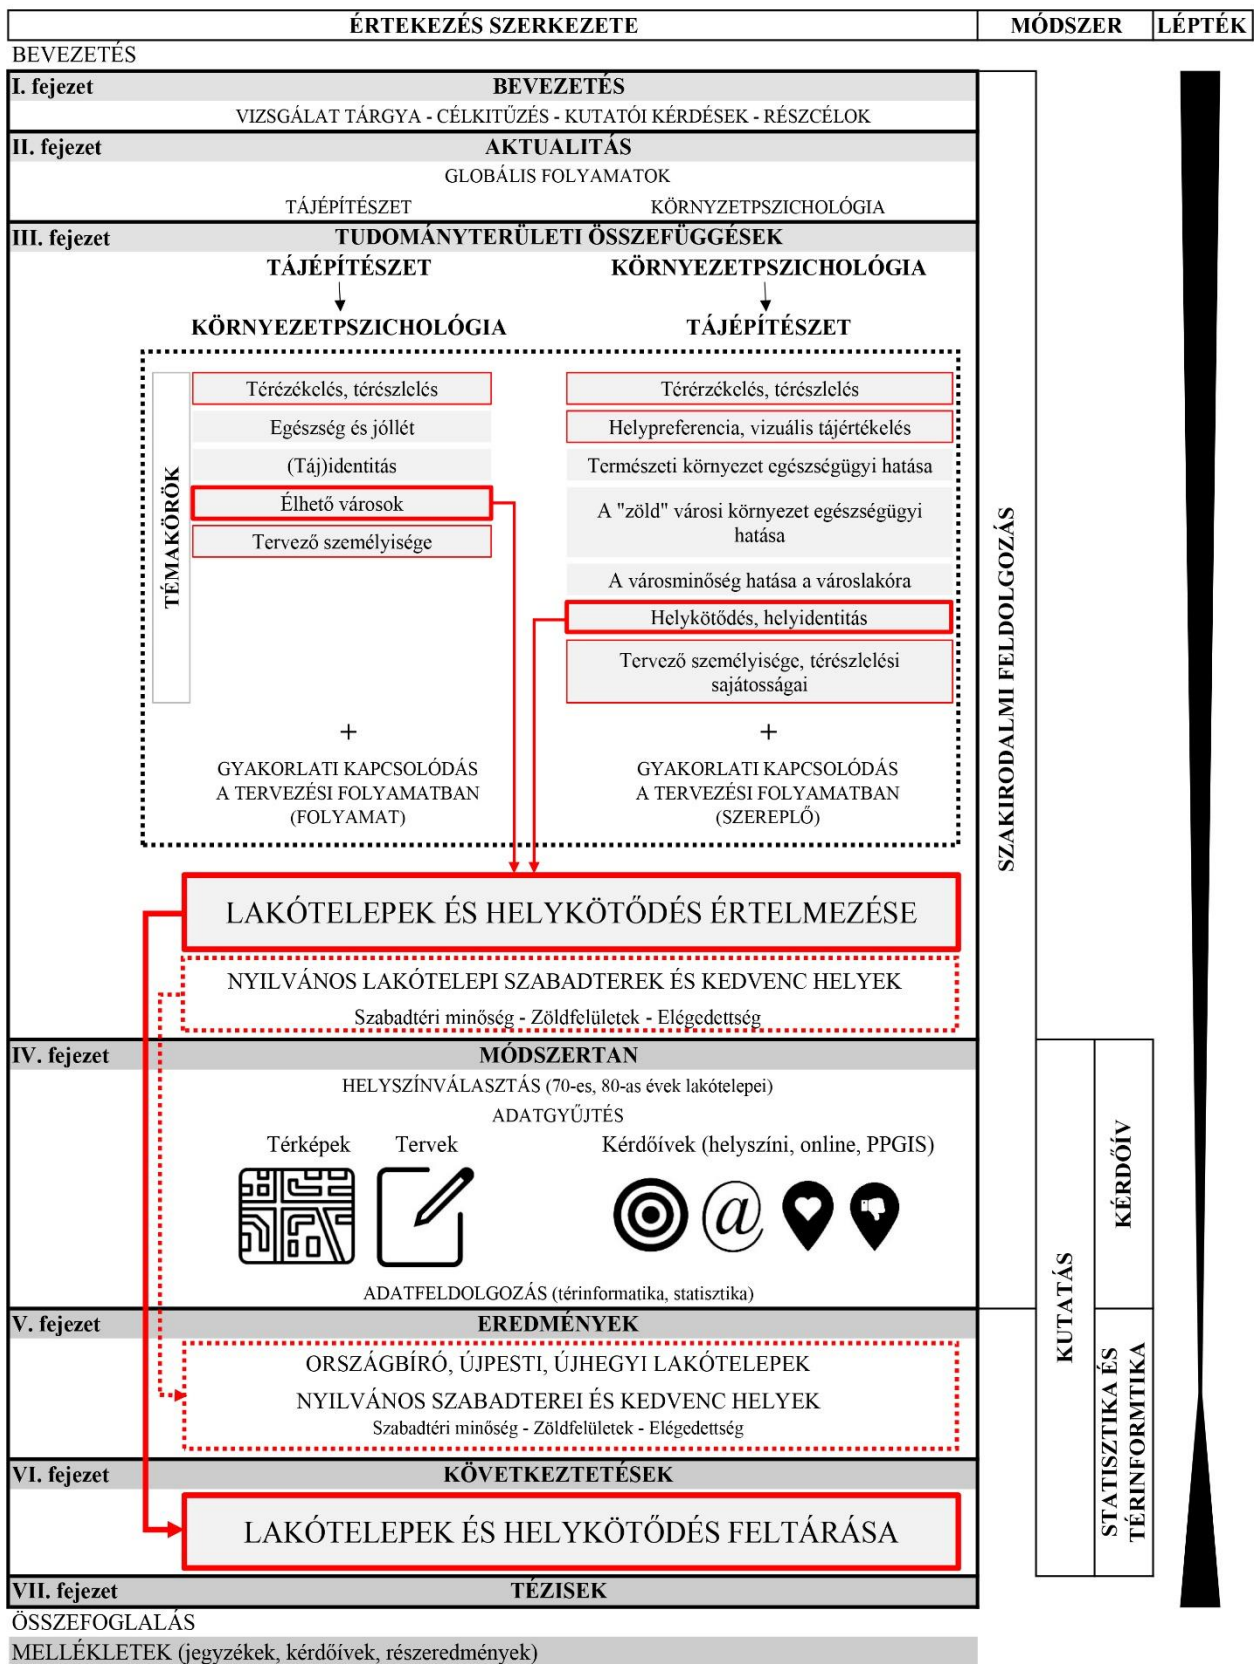 ÉRTEKEZÉS SZERKEZETE MÓDSZER LÉPTÉK
BEVEZETÉS
I. fejezet BEVEZETÉS
VIZSGÁLAT TÁRGYA - CÉLKITŰZÉS - KUTATÓI KÉRDÉSEK - RÉSZCÉLOK
II. fejezet AKTUALITÁS
GLOBÁLIS FOLYAMATOK
TÁJÉPÍTÉSZET KÖRNYZETPSZICHOLÓGIA
III. fejezet TUDOMÁNYTERÜLETI ÖSSZEFÜGGÉSEK
TÁJÉPÍTÉSZET KÖRNYEZETPSZICHOLÓGIA
KÖRNYEZETPSZICHOLÓGIA TÁJÉPÍTÉSZET
TÉMAKÖRÖK
Térézékelés, térészlelés
Egészség és jóllét
(Táj)identitás
Élhető városok
Tervező személyisége
+
GYAKORLATI KAPCSOLÓDÁS
A TERVEZÉSI FOLYAMATBAN
(FOLYAMAT)
Térérzékelés, térészlelés
Helypreferencia, vizuális tájértékelés
Természeti környezet egészségügyi hatása
A "zöld" városi környezet egészségügyi
hatása
A városminőség hatása a városlakóra
Helykötődés, helyidentitás
Tervező személyisége, térészlelési
sajátosságai
+
GYAKORLATI KAPCSOLÓDÁS
A TERVEZÉSI FOLYAMATBAN
(SZEREPLŐ)
LAKÓTELEPEK ÉS HELYKÖTŐDÉS ÉRTELMEZÉSE
NYILVÁNOS LAKÓTELEPI SZABADTEREK ÉS KEDVENC HELYEK
Szabadtéri minőség - Zöldfelületek - Elégedettség
SZAKIRODALMI FELDOLGOZÁS
IV. fejezet MÓDSZERTAN
HELYSZÍNVÁLASZTÁS (70-es, 80-as évek lakótelepei)
ADATGYŰJTÉS
Térképek Tervek Kérdőívek (helyszíni, online, PPGIS)
@
ADATFELDOLGOZÁS (térinformatika, statisztika)
KUTATÁS
KÉRDŐÍV
V. fejezet EREDMÉNYEK
ORSZÁGBÍRÓ, ÚJPESTI, ÚJHEGYI LAKÓTELEPEK
NYILVÁNOS SZABADTEREI ÉS KEDVENC HELYEK
Szabadtéri minőség - Zöldfelületek - Elégedettség
STATISZTIKA ÉS
TÉRINFORMTIKA
VI. fejezet KÖVETKEZTETÉSEK
LAKÓTELEPEK ÉS HELYKÖTŐDÉS FELTÁRÁSA
VII. fejezet TÉZISEK
ÖSSZEFOGLALÁS
MELLÉKLETEK (jegyzékek, kérdőívek, részeredmények)